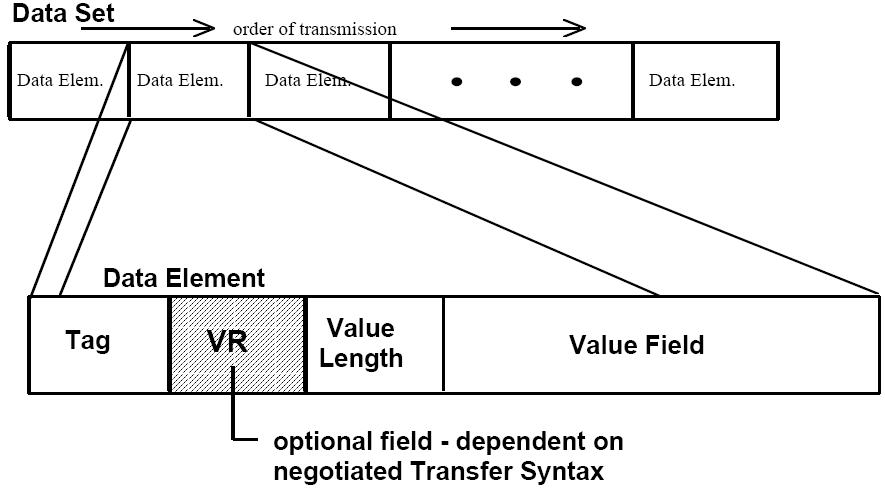 Data Set
order of transmission
Data Elem. Data Elem. Data Elem. • • • Data Elem.
Data Element
Tag VR Value Length Value Field
optional field - dependent on
negotiated Transfer Syntax